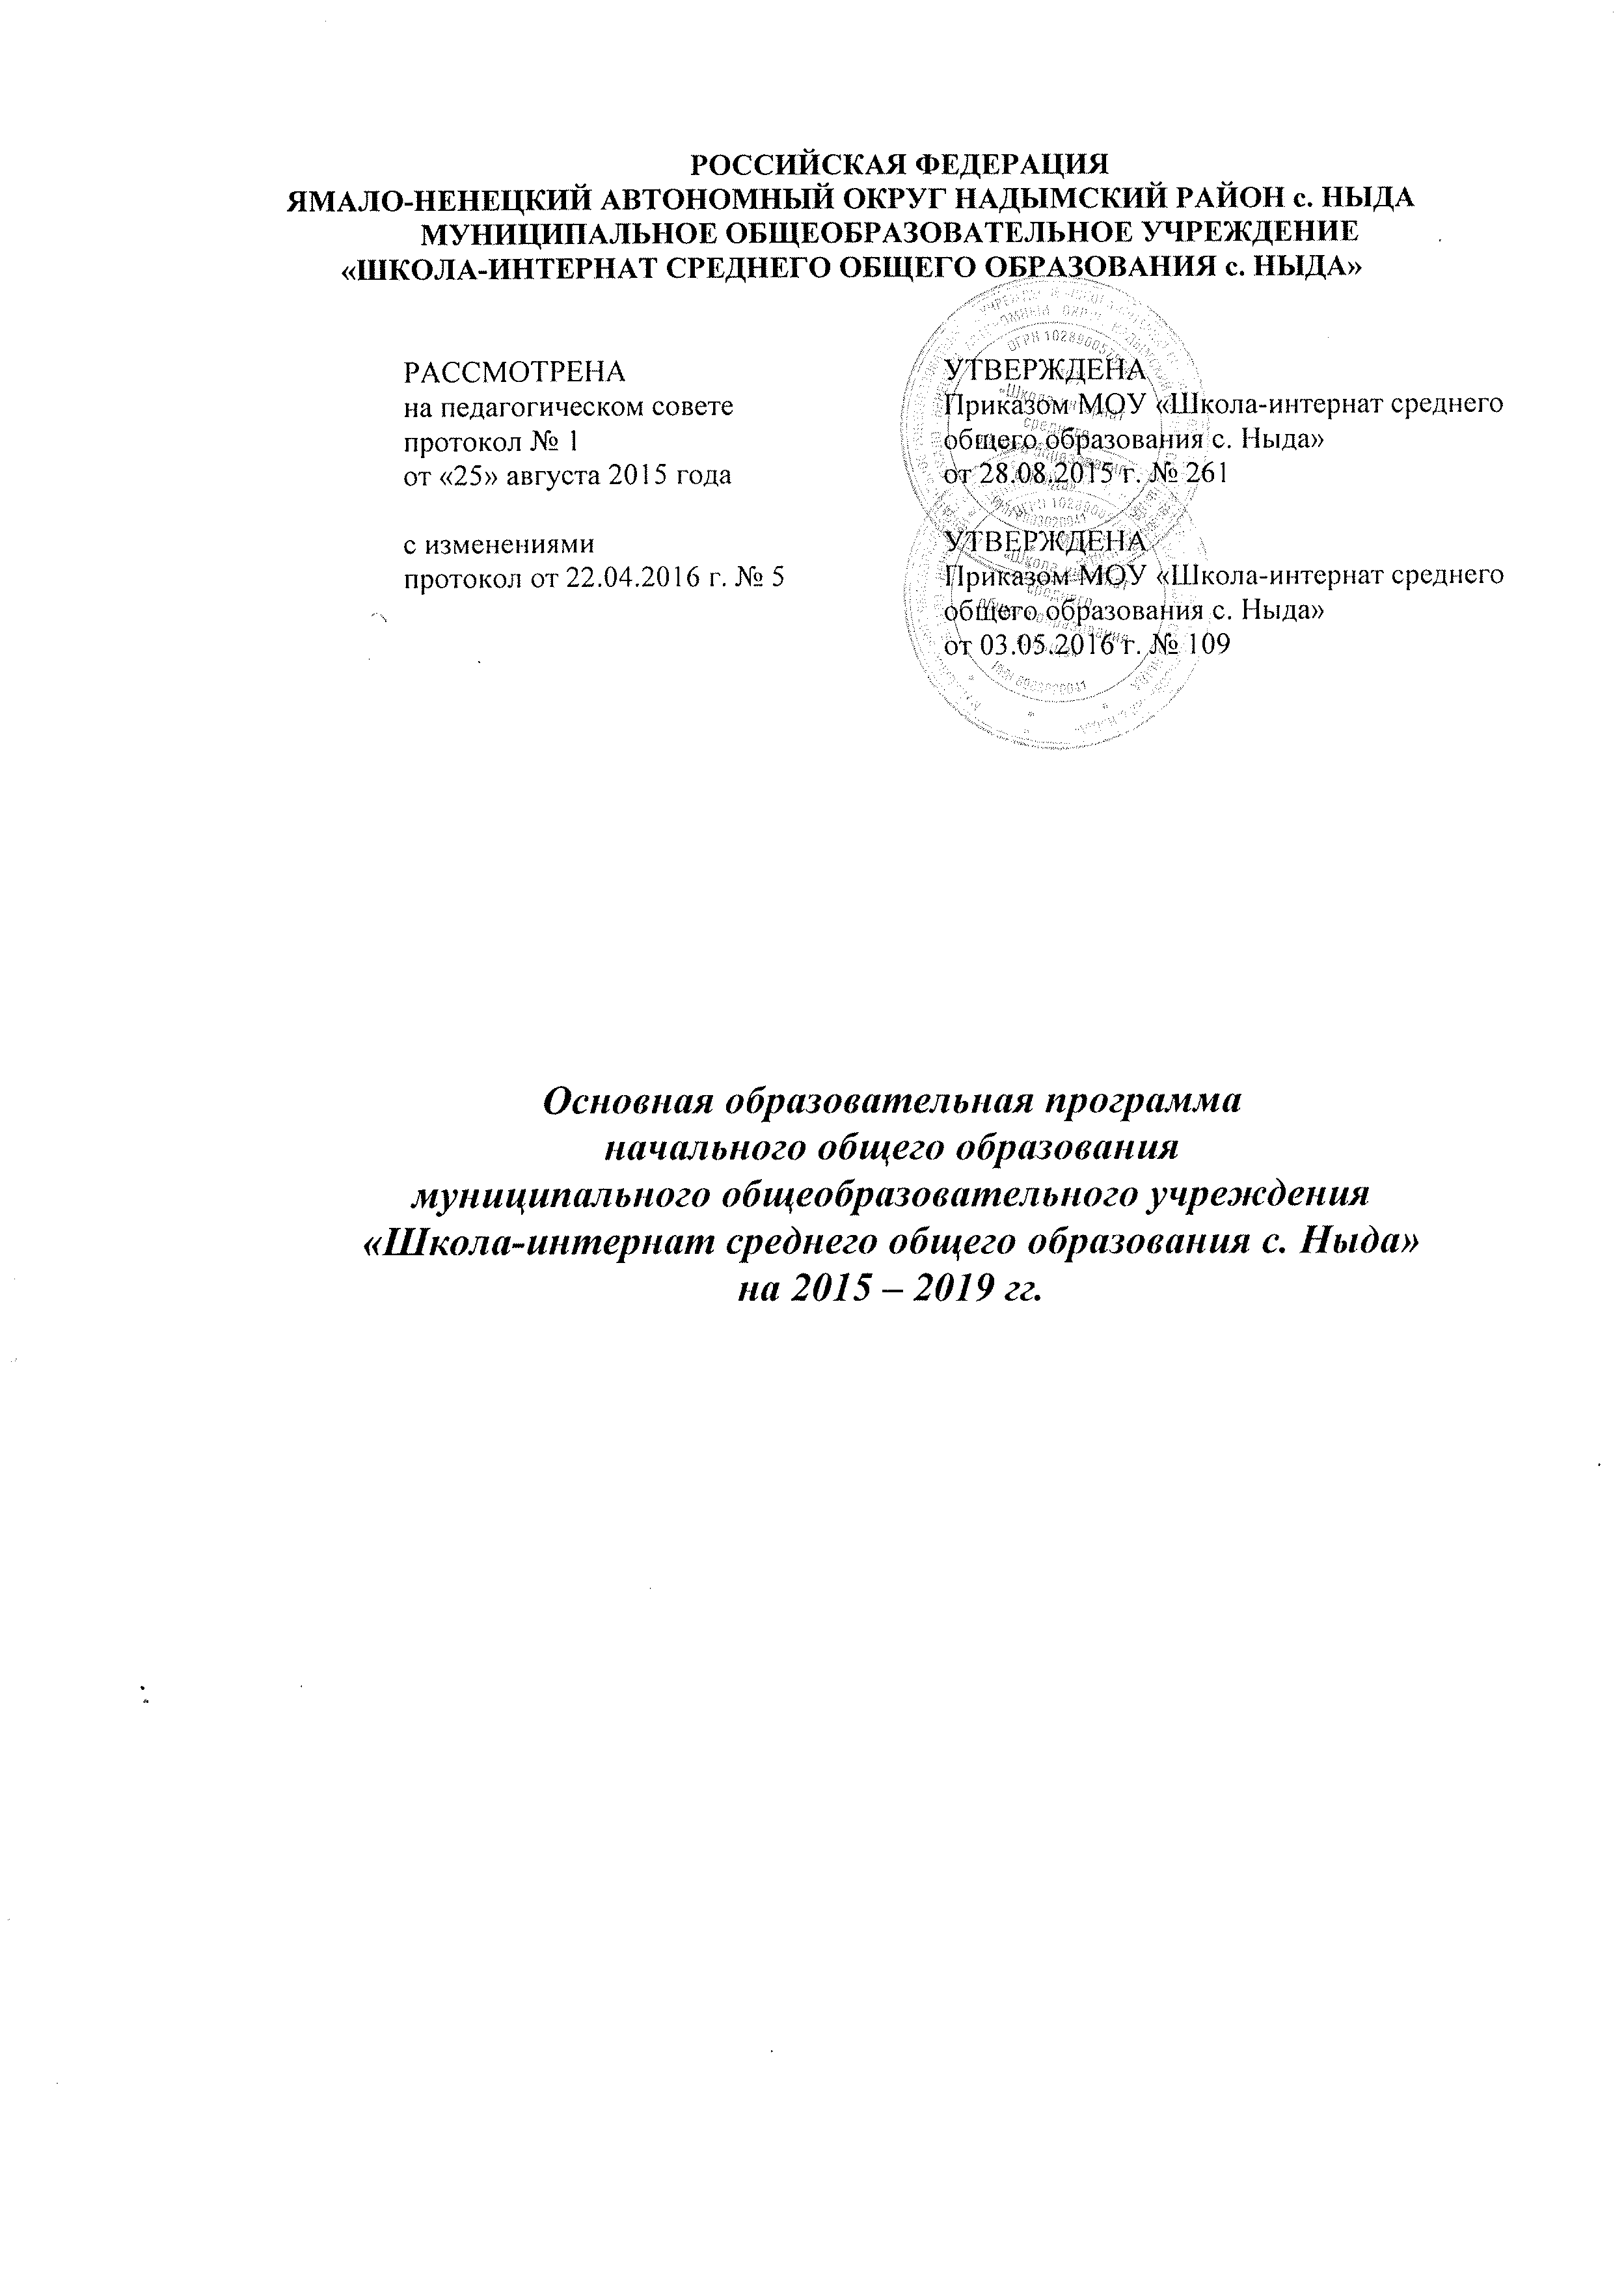 РОССИЙСКАЯ ФЕДЕРАЦИЯ
ЯМАЛО-НЕНЕЦКИЙ АВТОНОМНЫЙ ОКРУГ НАДЫМСКИЙ РАЙОН с. НЫДА
МУНИЦИПАЛЬНОЕ ОБЩЕОБРАЗОВАТЕЛЬНОЕ УЧРЕЖДЕНИЕ
«ШКОЛА-ИНТЕРНАТ СРЕДНЕГО ОБЩЕГО ОБРАЗОВАНИЯ с. НЫДА»
РАССМОТРЕНА
на педагогическом совете
протокол № 1
от «25» августа 2015 года
с изменениями
протокол от 22.04.2016 г. № 5
УТВЕРЖДЕНА
Приказом МОУ «Школа-интернат среднего
общего образования с. Ныда»
от 28.08.2015 г. № 261
УТВЕРЖДЕНА
Приказом МОУ «Школа-интернат среднего
общего образования с. Ныда»
от 03.05.2016 г. № 109
Основная образовательная программа
начального общего образования
муниципального общеобразовательного учреждения
«Школа-интернат среднего общего образования с. Ныда»
на 2015 – 2019 гг.